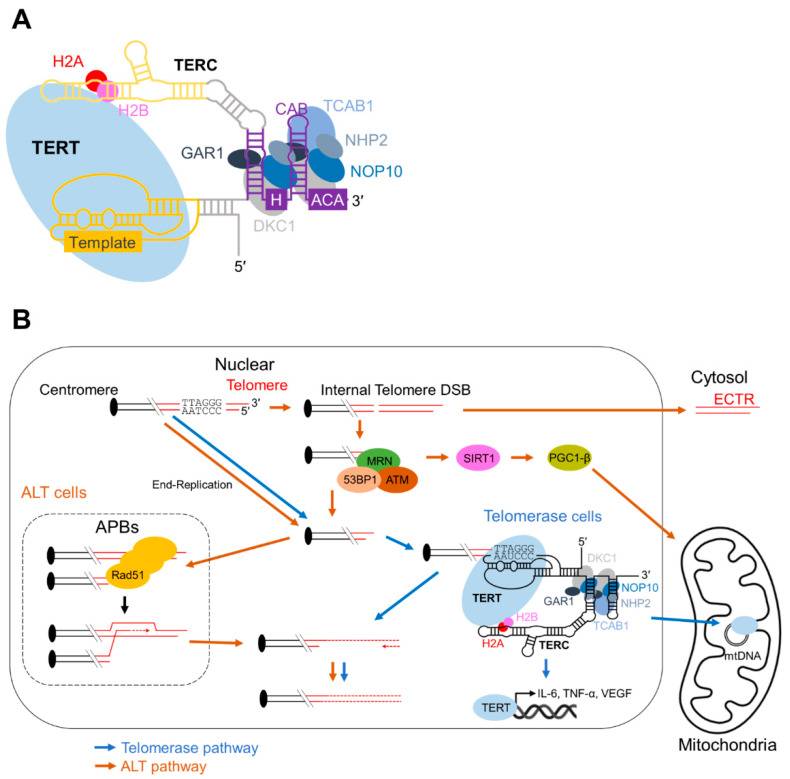 A
H2A
TERC
H2B
CAB
TCAB1
TERT
GAR1
NHP2
NOP10
H
ACA
3′
DKC1
Template
5′
B
Nuclear
Centromere
Telomere
Internal Telomere DSB
Cytosol
TTAGGG
3′
AATCCC
5′
ECTR
MRN
SIRT1
PGC1-β
53BP1
ATM
End-Replication
ALT cells
APBs
Telomerase cells
Rad51
TTAGGG
AAUCCC
5′
DKC1
3′
TERT
GAR1
NOP10
NHP2
H2B
TCAB1
H2A
TERC
mtDNA
TERT
IL-6, TNF-α, VEGF
Mitochondria
Telomerase pathway
ALT pathway